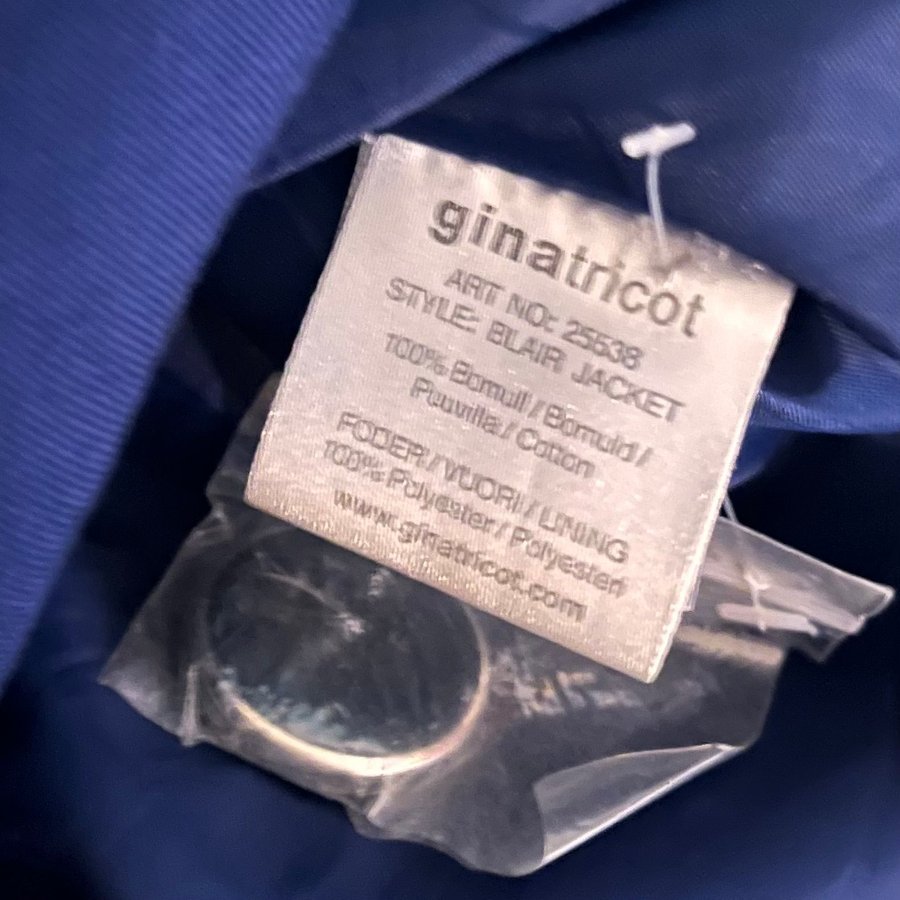 ginatricot
ART NO: 25538
STYLE: BLAIR JACKET
100% Bomull / Bomuld /
Puuvilla / Cotton
FODER / VUORI / LINING
100% Polyester / Polyesteri
www.ginatricot.com